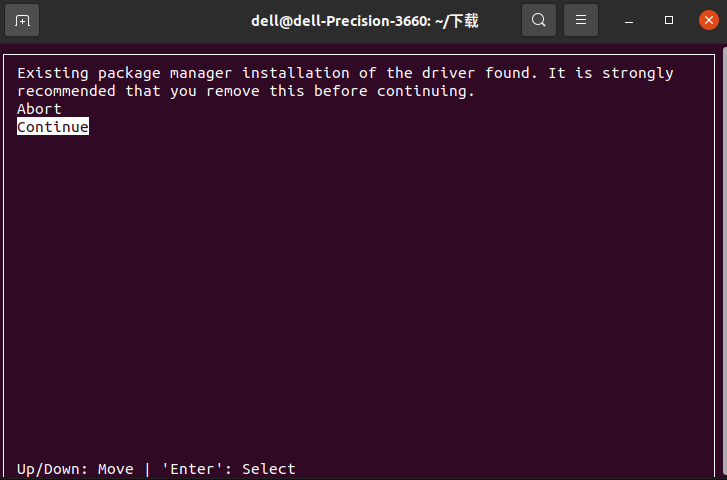 dell@dell-Precision-3660: ~/下载
Existing package manager installation of the driver found. It is strongly
recommended that you remove this before continuing.
Abort
Continue
Up/Down: Move | 'Enter': Select